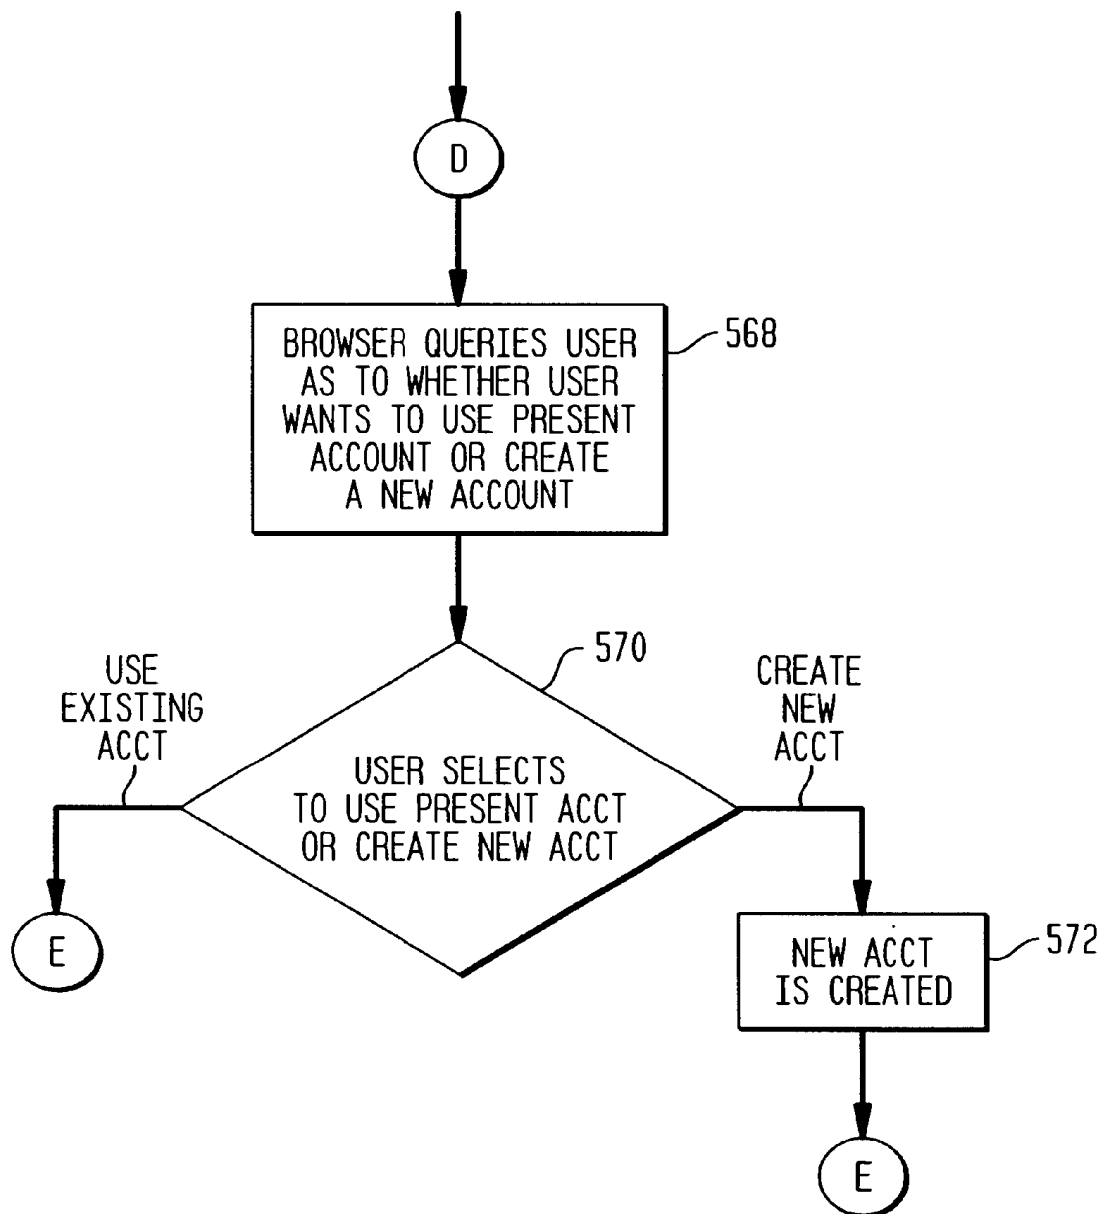 D
BROWSER QUERIES USER
AS TO WHETHER USER
WANTS TO USE PRESENT
ACCOUNT OR CREATE
A NEW ACCOUNT
568
570
USE
EXISTING
ACCT
CREATE
NEW
ACCT
USER SELECTS
TO USE PRESENT ACCT
OR CREATE NEW ACCT
E
NEW ACCT
IS CREATED
572
E